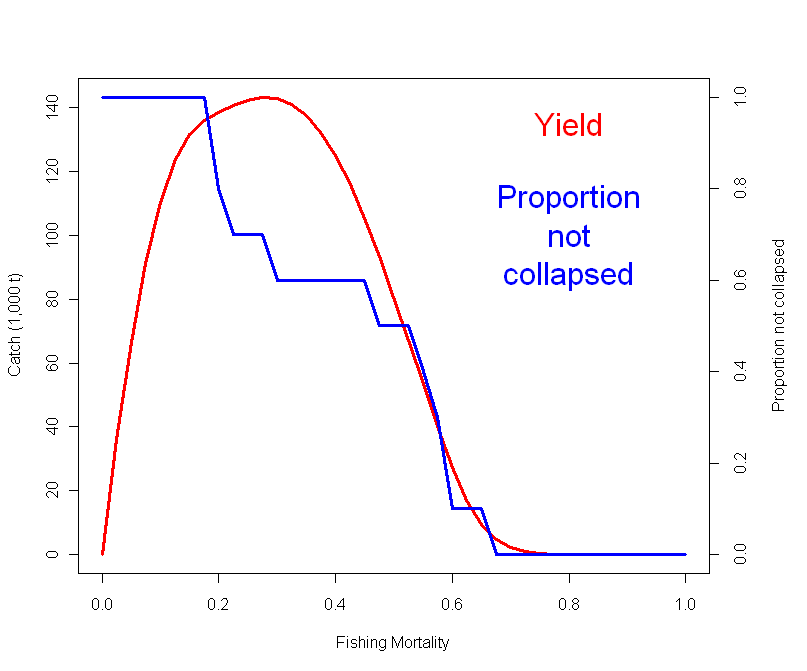 Yield
Proportion
not
collapsed
Catch (1,000 t)
140
120
100
80
60
40
20
0
1.0
0.8
0.6
0.4
0.2
0.0
Proportion not collapsed
0.0 0.2 0.4 0.6 0.8 1.0
Fishing Mortality